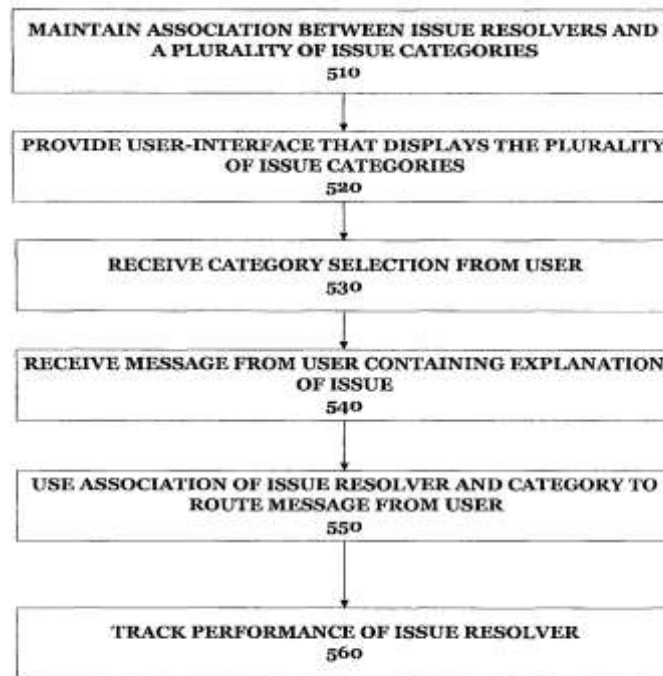 MAINTAIN ASSOCIATION BETWEEN ISSUE RESOLVERS AND
A PLURALITY OF ISSUE CATEGORIES
510
PROVIDE USER-INTERFACE THAT DISPLAYS THE PLURALITY
OF ISSUE CATEGORIES
520
RECEIVE CATEGORY SELECTION FROM USER
530
RECEIVE MESSAGE FROM USER CONTAINING EXPLANATION
OF ISSUE
540
USE ASSOCIATION OF ISSUE RESOLVER AND CATEGORY TO
ROUTE MESSAGE FROM USER
550
TRACK PERFORMANCE OF ISSUE RESOLVER
560